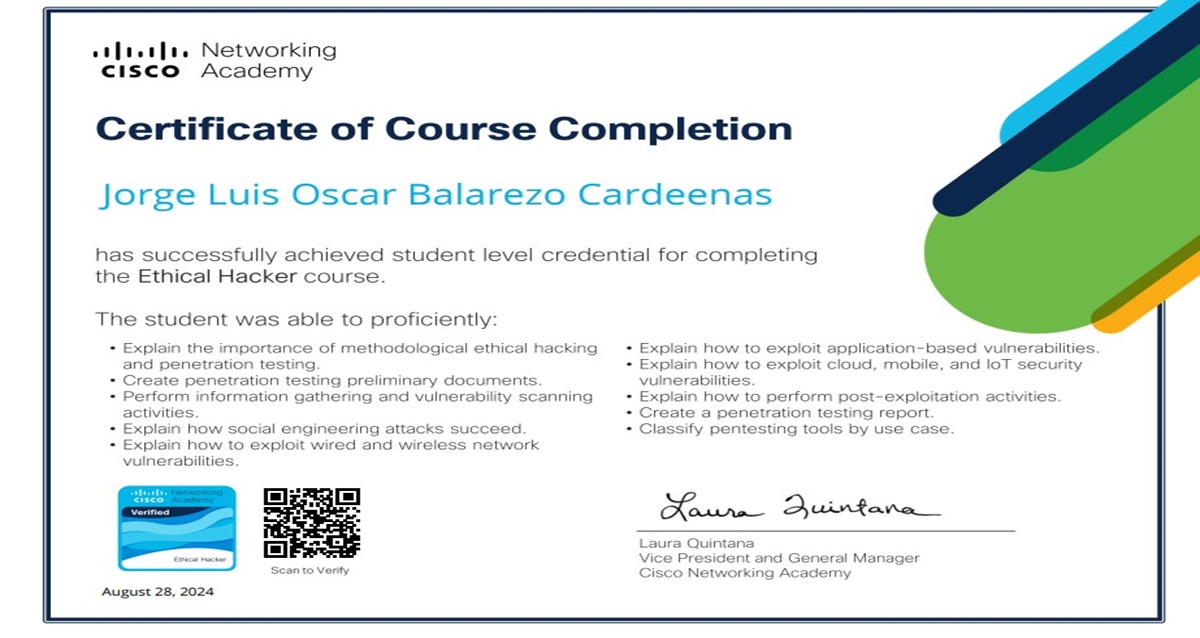 CISCO Networking Academy
Certificate of Course Completion
Jorge Luis Oscar Balarezo Cardeenas
has successfully achieved student level credential for completing
the Ethical Hacker course.
The student was able to proficiently:
• Explain the importance of methodological ethical hacking
and penetration testing.
• Create penetration testing preliminary documents.
• Perform information gathering and vulnerability scanning
activities.
• Explain how social engineering attacks succeed.
• Explain how to exploit wired and wireless network
vulnerabilities.
• Explain how to exploit application-based vulnerabilities.
• Explain how to exploit cloud, mobile, and IoT security
vulnerabilities.
• Explain how to perform post-exploitation activities.
• Create a penetration testing report.
• Classify pentesting tools by use case.
CISCO Networking Academy
Verified
Ethical Hacker
Scan to Verify
August 28, 2024
Laura Quintana
Laura Quintana
Vice President and General Manager
Cisco Networking Academy